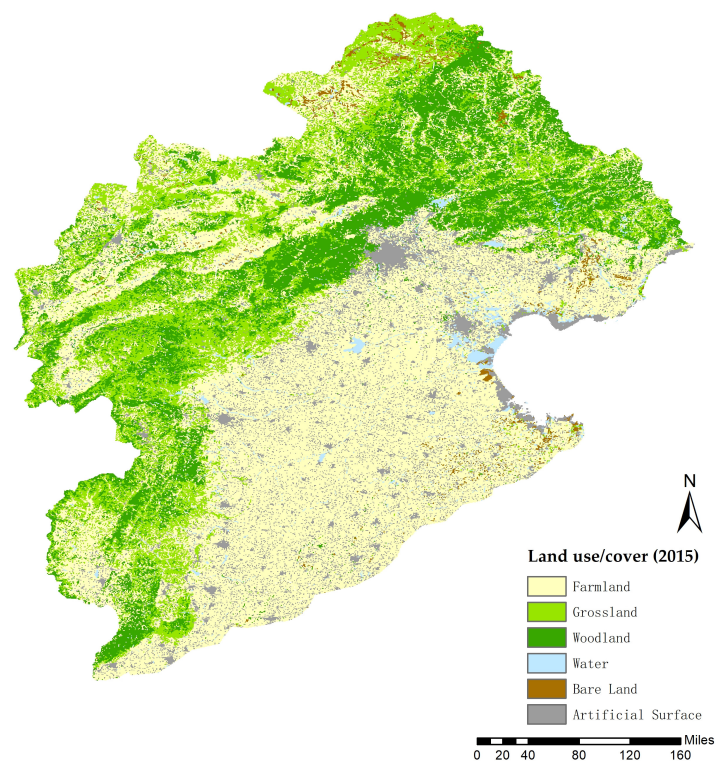 N
Land use/cover (2015)
Farmland
Grossland
Woodland
Water
Bare Land
Artificial Surface
Miles
0 20 40 80 120 160